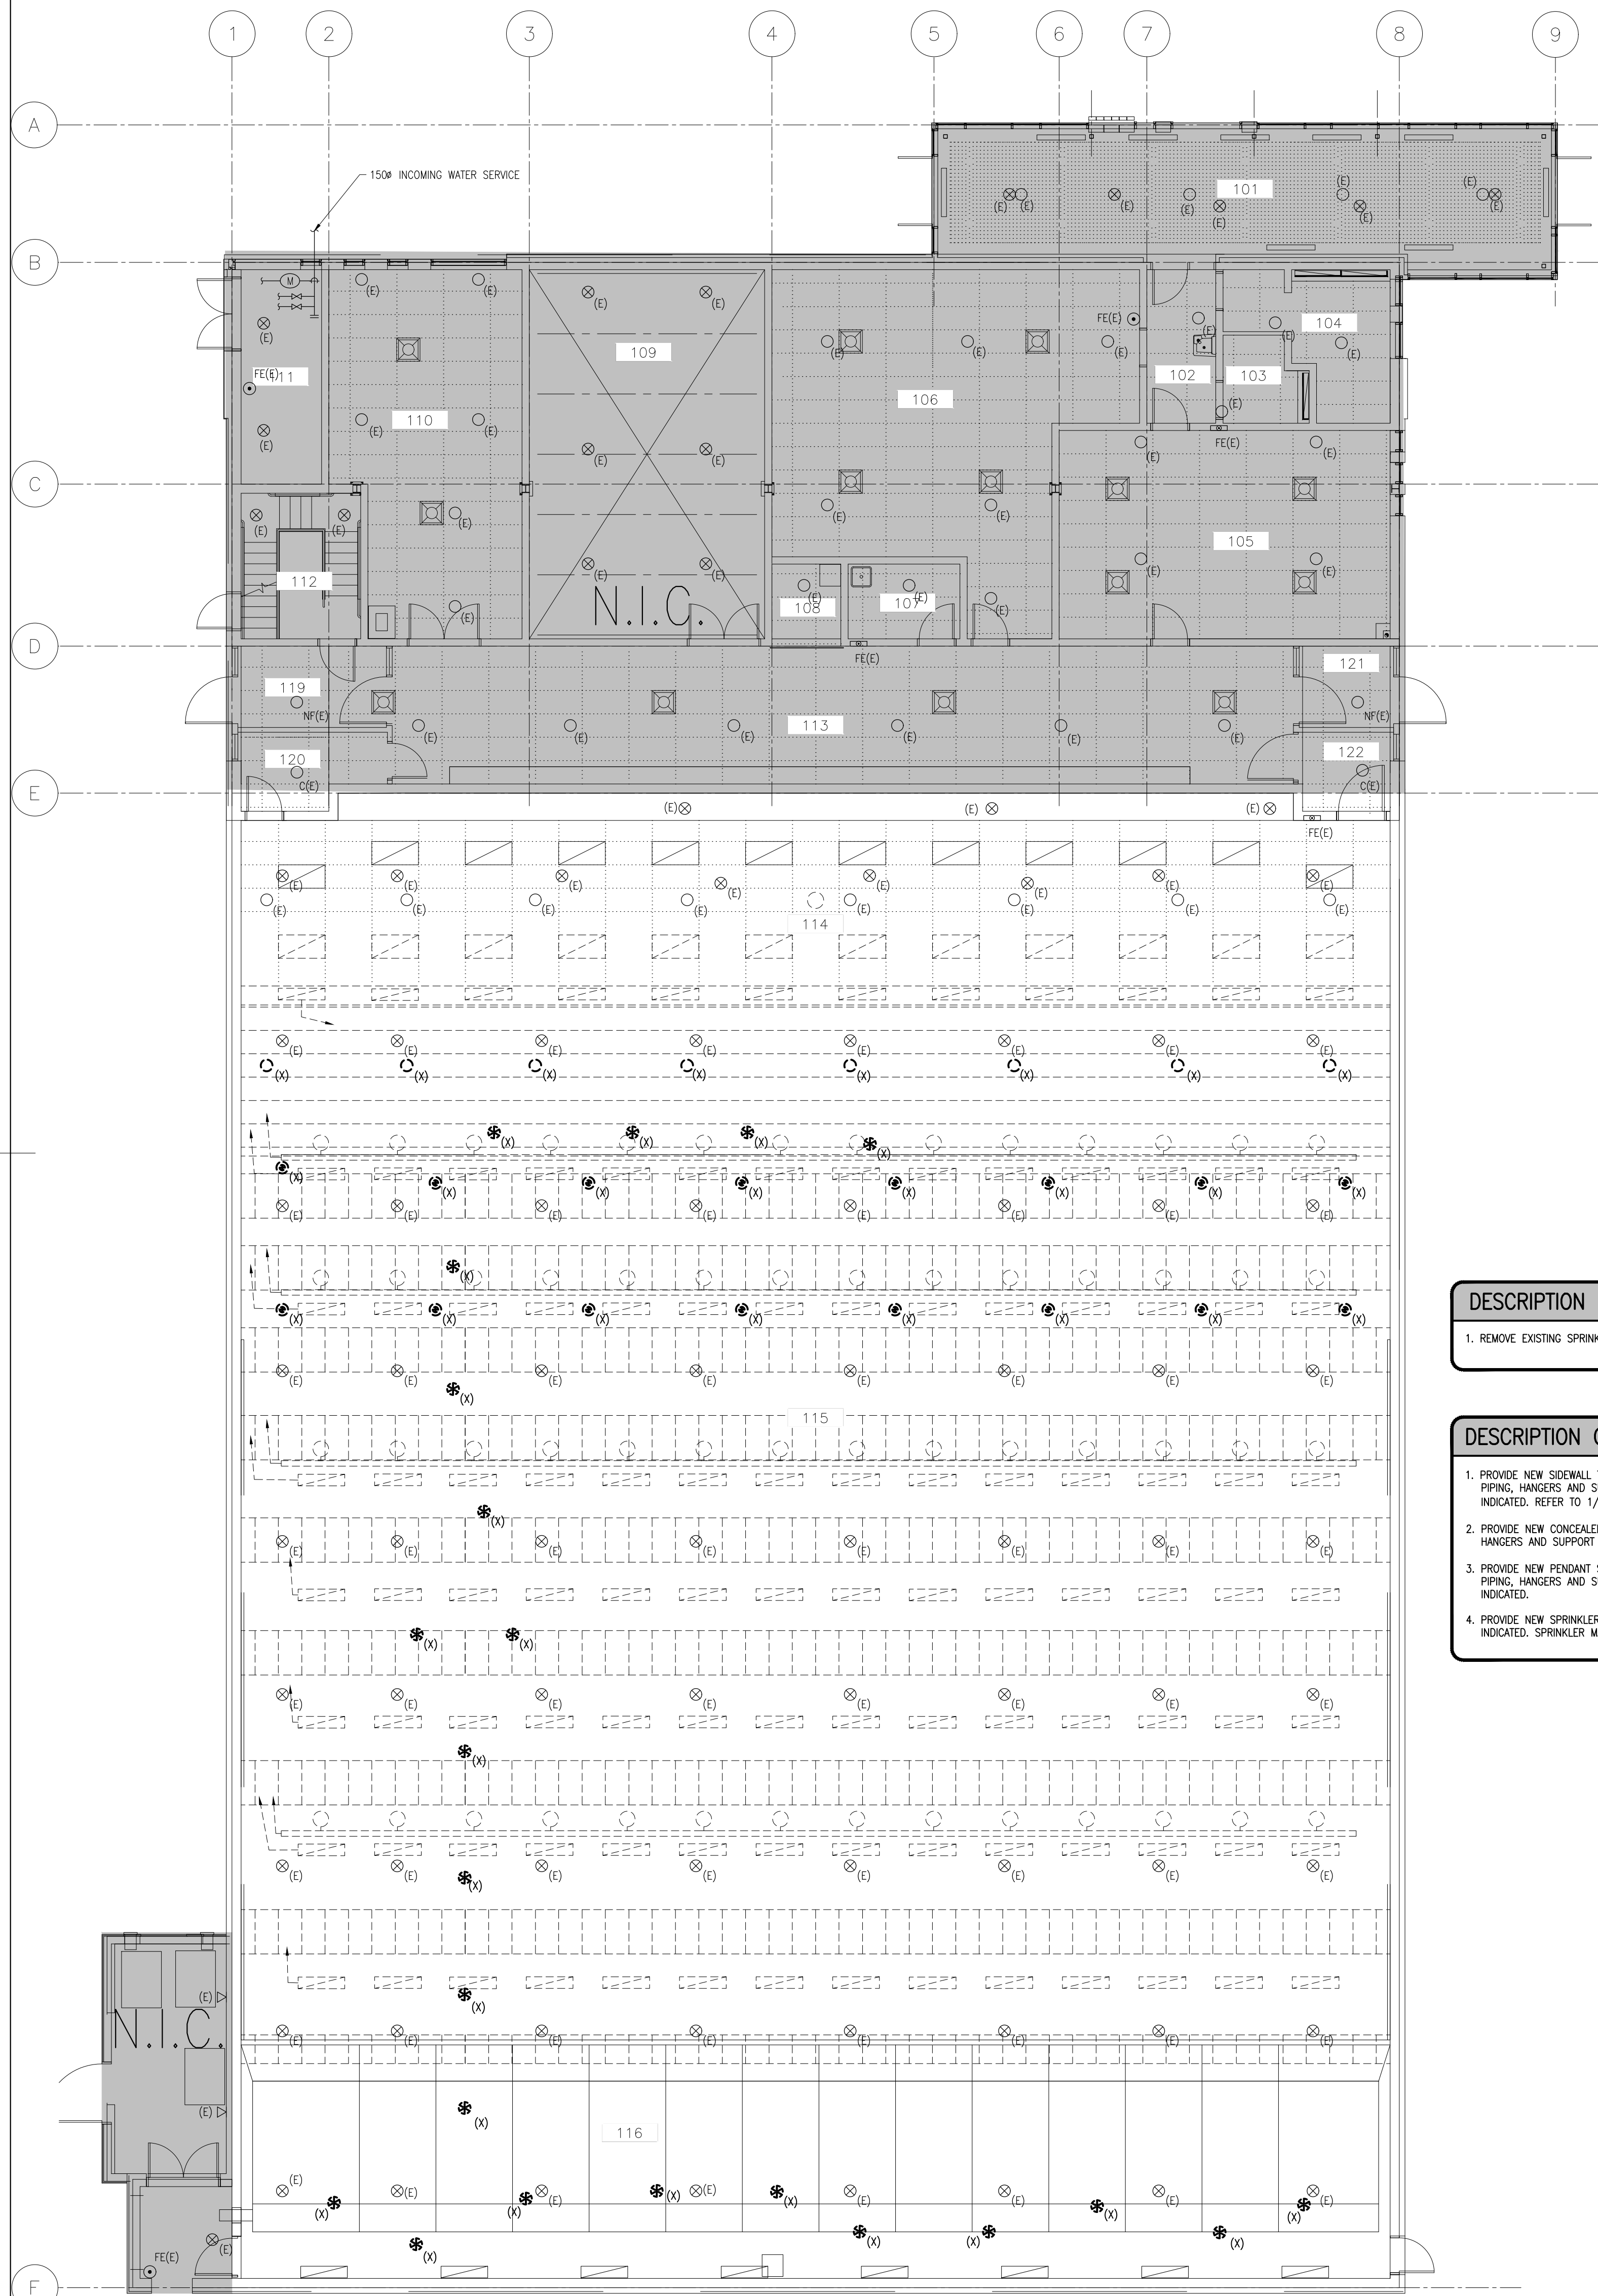 1 2 3 4 5 6 7 8 9
A
150ø INCOMING WATER SERVICE
101
(E) (E) (E) (E) (E) (E) (E) (E) (E)
B
M
(E) (E) (E) (E) (E)
FE(E) (E) 104
(E)
109
(E) (E) (E) (E) (E)
FE(E) 111
102 103
106
110
(E) (E) (E) (E)
FE(E)
(E) (E) (E) (E)
C
(E) (E) (E) (E) (E)
105
112
(E) (E) (E) (E)
N.I.C.
108 (E) 107 (E) (E)
(E)
D
FE(E)
121
119
NF(E) NF(E)
(E) (E) (E) 113 (E) (E) (E)
122
120
C(E) C(E)
E
(E) (E) (E)
FE(E)
(E) (E) (E) (E) (E) (E) (E) (E)
(E) (E) (E) (E) (E) (E) (E) (E)
114
(E) (E) (E) (E) (E) (E) (E) (E)
(X) (X) (X) (X) (X) (X) (X) (X)
(X) (X) (X) (X)
(X) (X) (X) (X) (X) (X) (X) (X)
(E) (E) (E) (E) (E) (E) (E) (E)
(X)
(X) (X) (X) (X) (X) (X) (X) (X)
DESCRIPTION
1. REMOVE EXISTING SPRINK
(E) (E) (E) (E) (E) (E) (E) (E)
(X)
115
DESCRIPTION
1. PROVIDE NEW SIDEWALL
PIPING, HANGERS AND
INDICATED. REFER TO 1/
2. PROVIDE NEW
HANGERS AND SUPPORT
3. PROVIDE NEW PENDANT
PIPING, HANGERS AND
INDICATED.
4. PROVIDE NEW SPRINKLER
INDICATED. SPRINKLER
(X)
(E) (E) (E) (E) (E) (E) (E) (E)
(X) (X)
(E) (E) (E) (E) (E) (E) (E) (E)
(X)
(E) (E) (E) (E) (E) (E) (E) (E)
(X)
(E)
(X)
N.I.C.
(E) (E) (E) (E) (E) (E) (E) (E)
(E)
(X)
116
(E) (E) (E) (E) (E) (E) (E) (E)
(X) (X) (X) (X) (X) (X)
(X) (X) (X) (X)
(E)
FE(E)
F